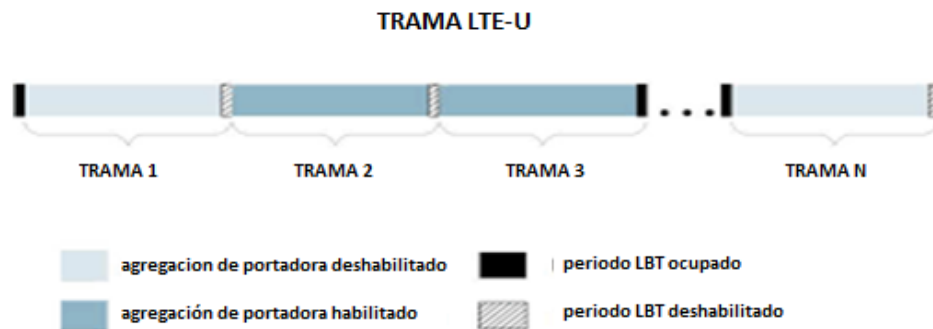 TRAMA LTE-U
TRAMA 1
TRAMA 2
TRAMA 3
TRAMA N
agregacion de portadora deshabilitado
periodo LBT ocupado
agregación de portadora habilitado
periodo LBT deshabilitado